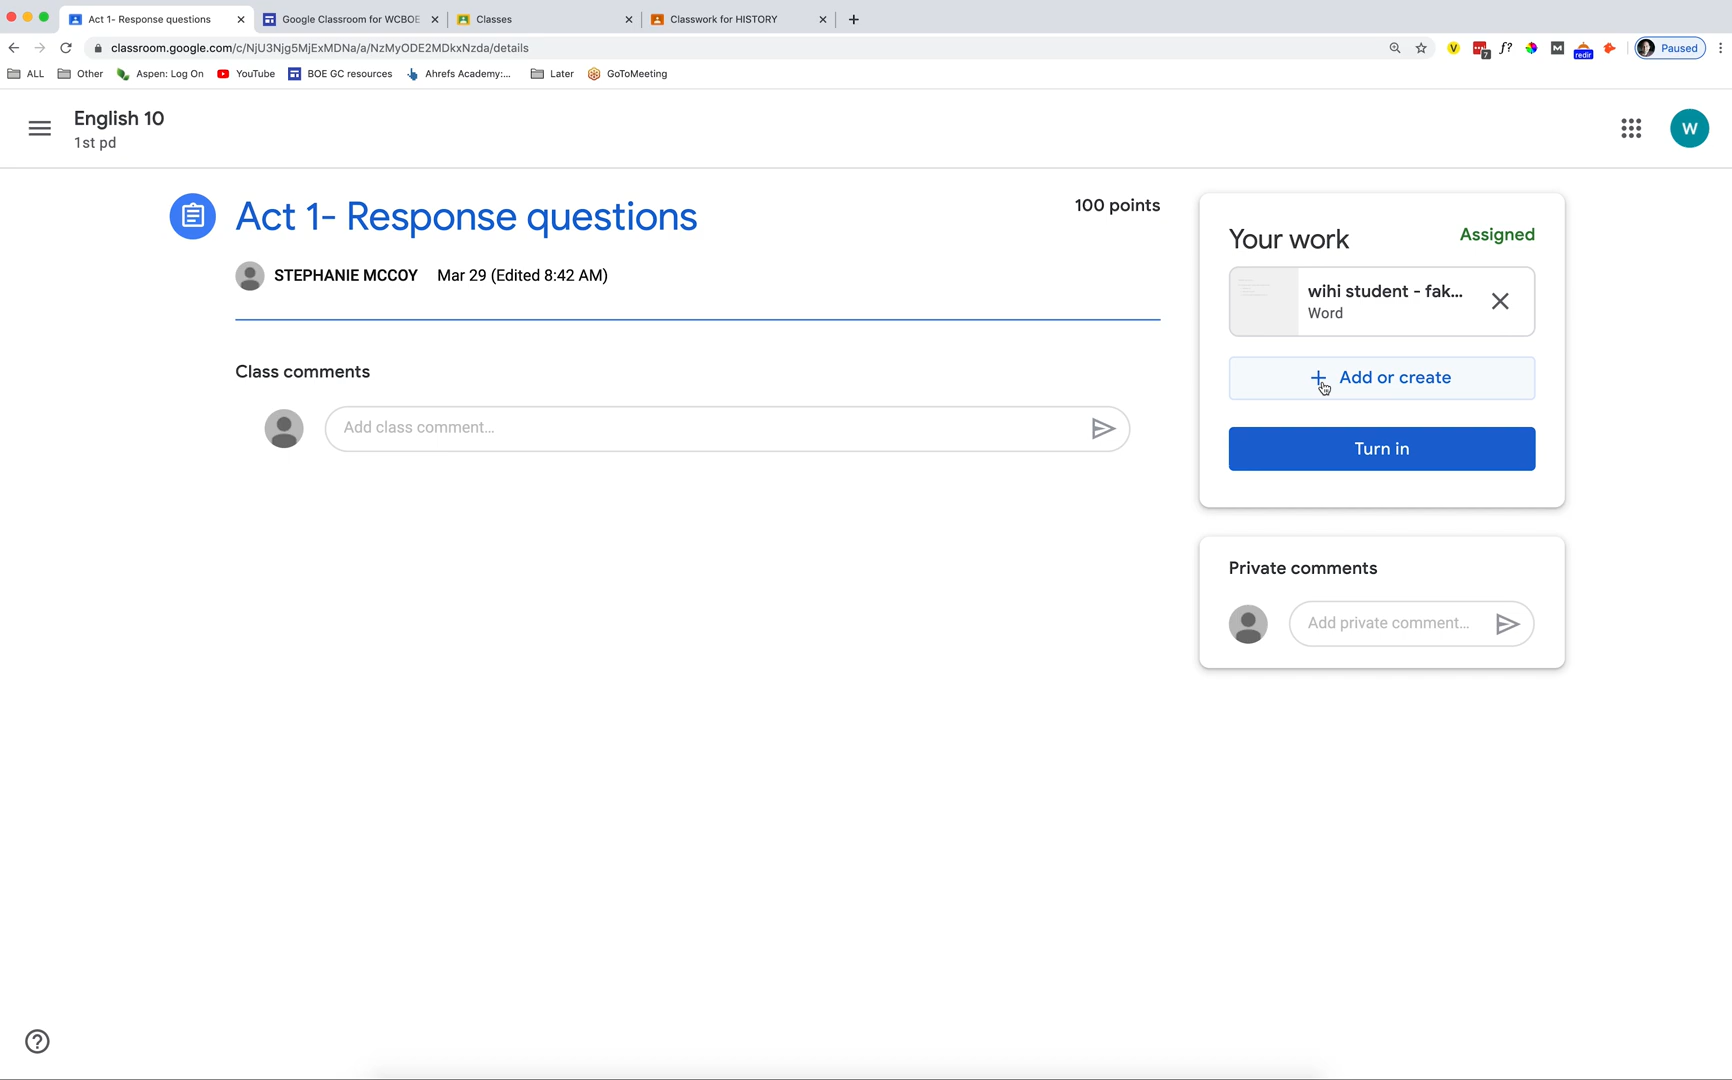 Act 1- Response questions
Google Classroom for WCBOE
Classes
Classwork for HISTORY
classroom.google.com/c/NjU3Njg5MjExMDNa/a/NzMyODE2MDkxNzda/details
V
7
f?
M
redir
Paused
ALL
Other
Aspen: Log On
YouTube
BOE GC resources
Ahrefs Academy:...
Later
GoToMeeting
English 10
1st pd
W
Act 1- Response questions
100 points
STEPHANIE MCCOY Mar 29 (Edited 8:42 AM)
Class comments
Add class comment...
Your work
Assigned
wihi student - fak...
Word
+ Add or create
Turn in
Private comments
Add private comment...